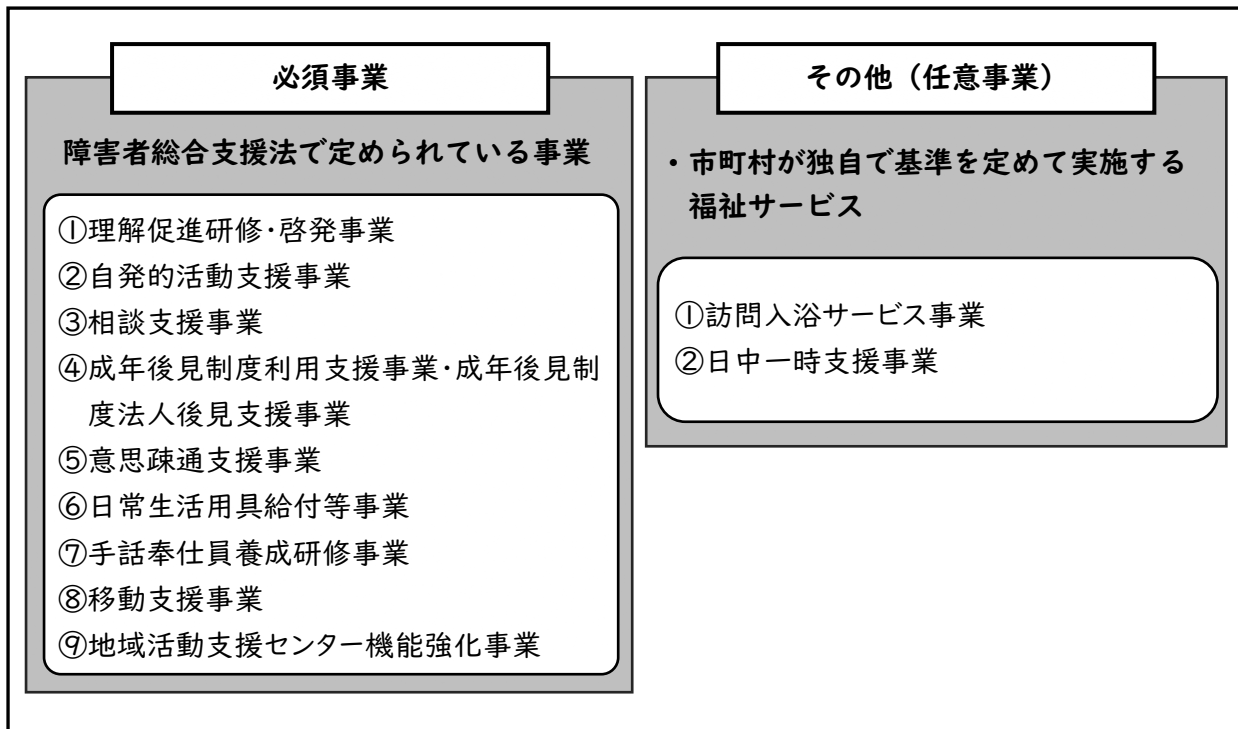 必須事業
障害者総合支援法で定められている事業
①理解促進研修・啓発事業
②自発的活動支援事業
③相談支援事業
④成年後見制度利用支援事業・成年後見制
度法人後見支援事業
⑤意思疎通支援事業
⑥日常生活用具給付等事業
⑦手話奉仕員養成研修事業
⑧移動支援事業
⑨地域活動支援センター機能強化事業
その他（任意事業）
・市町村が独自で基準を定めて実施する
福祉サービス
①訪問入浴サービス事業
②日中一時支援事業